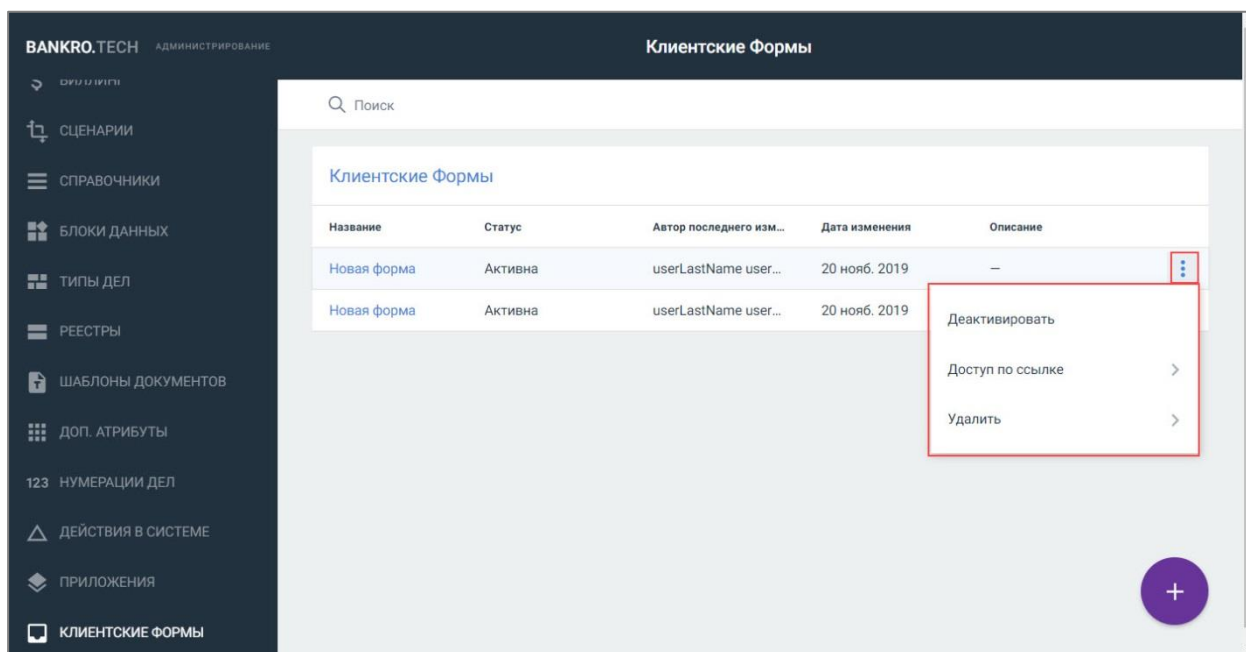 BANKRO.TECH АДМИНИСТРИРОВАНИЕ
Клиентские Формы
БИЛЛИНГ
Поиск
СЦЕНАРИИ
СПРАВОЧНИКИ
БЛОКИ ДАННЫХ
ТИПЫ ДЕЛ
РЕЕСТРЫ
ШАБЛОНЫ ДОКУМЕНТОВ
ДОП. АТРИБУТЫ
123 НУМЕРАЦИИ ДЕЛ
ДЕЙСТВИЯ В СИСТЕМЕ
ПРИЛОЖЕНИЯ
КЛИЕНТСКИЕ ФОРМЫ
Клиентские Формы
Название Статус Автор последнего изм... Дата изменения Описание
Новая форма Активна userLastName user... 20 нояб. 2019 —
Новая форма Активна userLastName user... 20 нояб. 2019
Деактивировать
Доступ по ссылке
Удалить